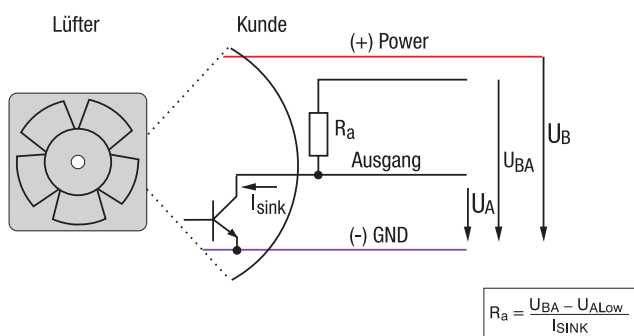 Lüfter
Kunde
(+) Power
Ra
UB
UBA
Ausgang
Isink
UA
(-) GND
Ra = UBA – UALow / ISINK